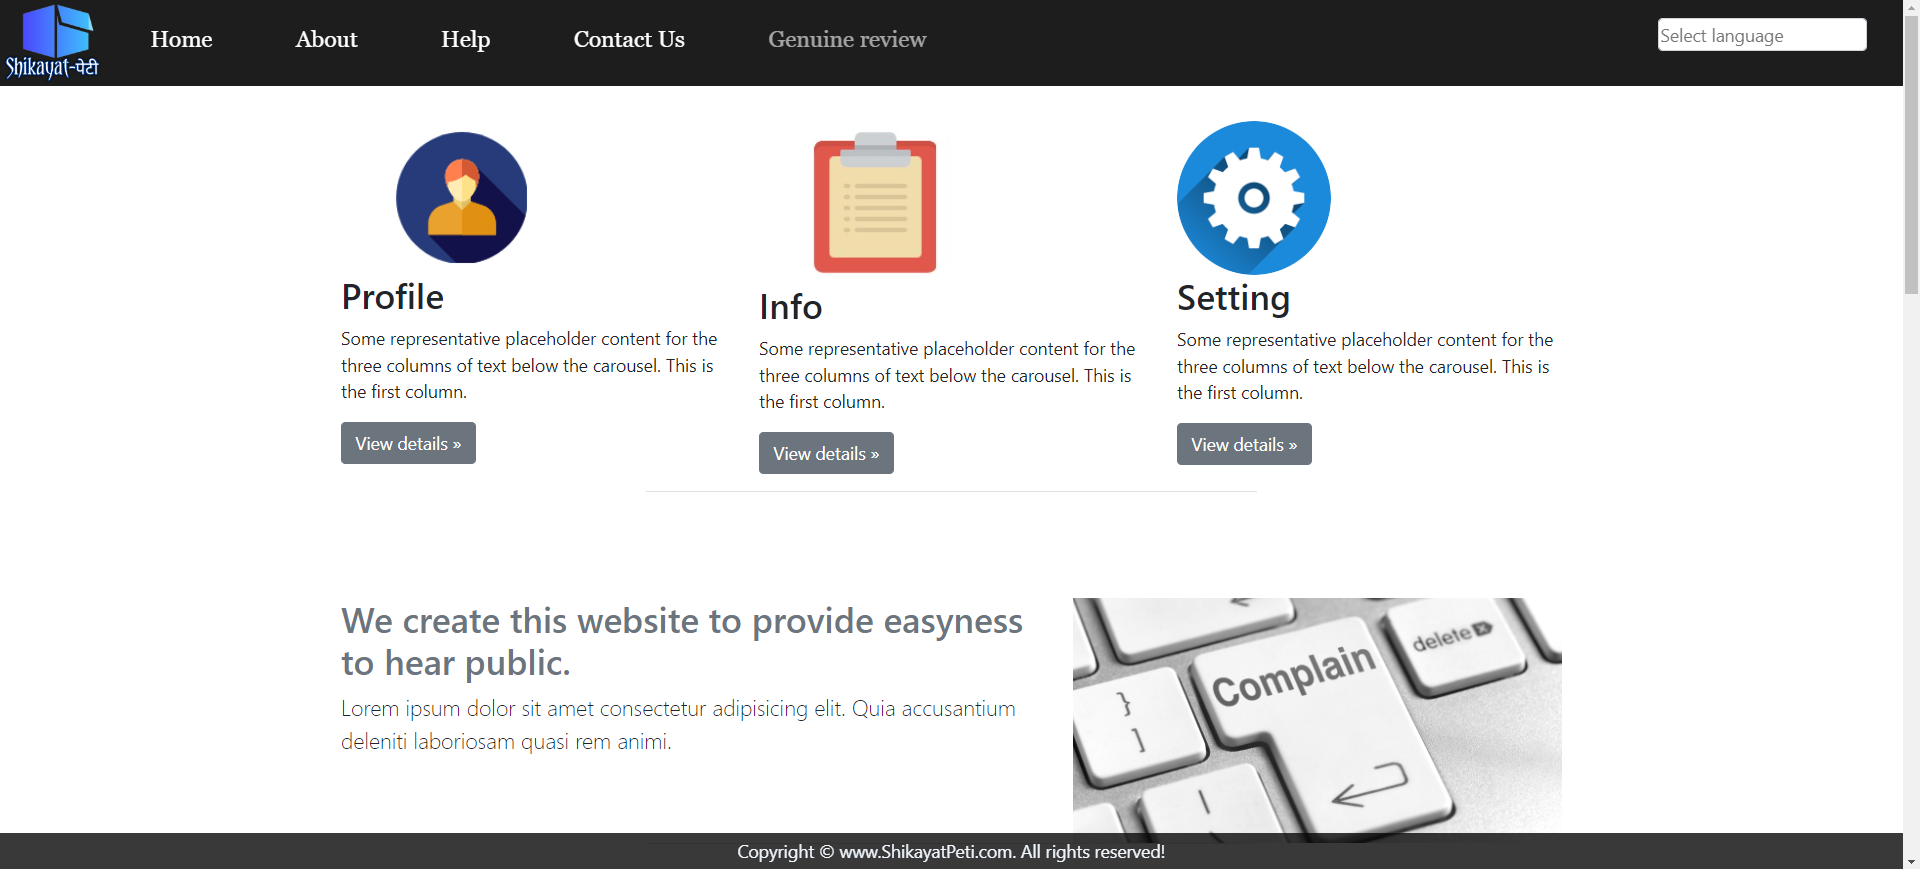 Shikayat-पेटी
Home About Help Contact Us Genuine review
Select language
Profile
Some representative placeholder content for the
three columns of text below the carousel. This is
the first column.
View details »
Info
Some representative placeholder content for the
three columns of text below the carousel. This is
the first column.
View details »
Setting
Some representative placeholder content for the
three columns of text below the carousel. This is
the first column.
View details »
We create this website to provide easyness
to hear public.
Lorem ipsum dolor sit amet consectetur adipisicing elit. Quia accusantium
deleniti laboriosam quasi rem animi.
delete
Complain
}
]
Copyright © www.ShikayatPeti.com. All rights reserved!